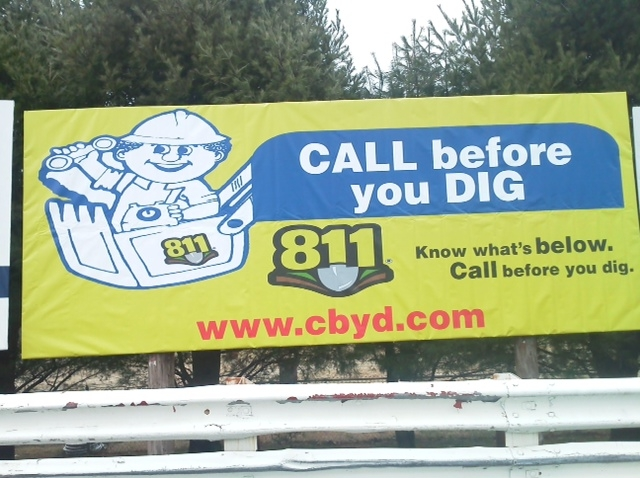 CALL before
you DIG
811
811
Know what's below.
Call before you dig.
www.cbyd.com